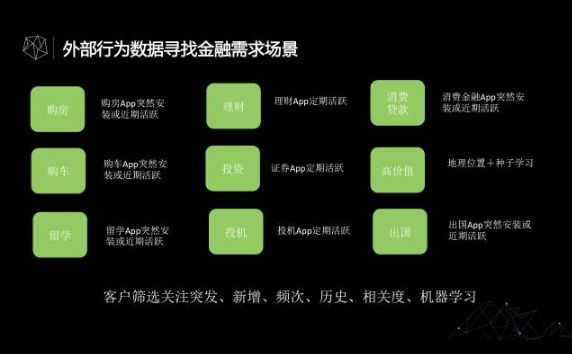 外部行为数据寻找金融需求场景
购房
购房App突然安
装或近期活跃
理财
理财App定期活跃
消费
贷款
消费金融App突然安
装或近期活跃
购车
购车App突然安
装或近期活跃
投资
证券App定期活跃
高价值
地理位置+种子学习
留学
留学App突然安
装或近期活跃
投机
投机App定期活跃
出国
出国App突然安装或
近期活跃
客户筛选关注突发、新增、频次、历史、相关度、机器学习